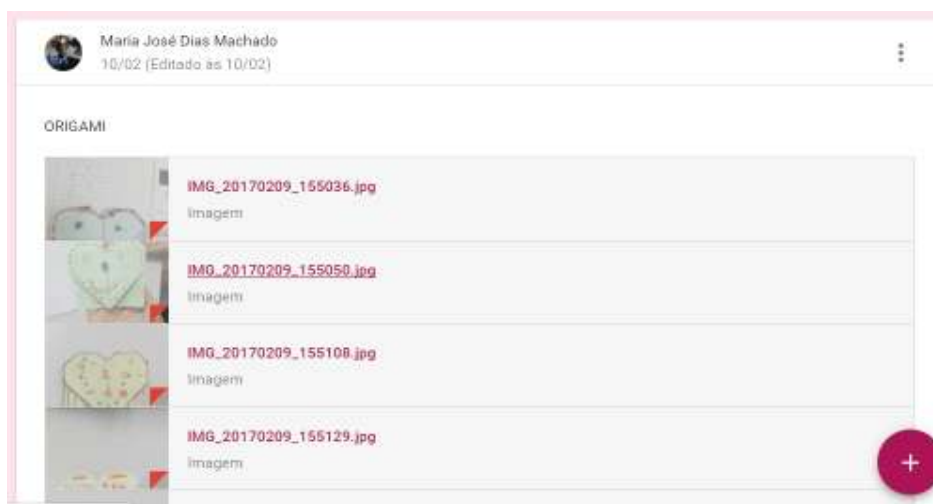 Maria José Dias Machado
10/02 (Editado às 10/02)
ORIGAMI
IMG_20170209_155036.jpg
Imagem
IMG_20170209_155050.jpg
Imagem
IMG_20170209_155108.jpg
Imagem
IMG_20170209_155129.jpg
Imagem